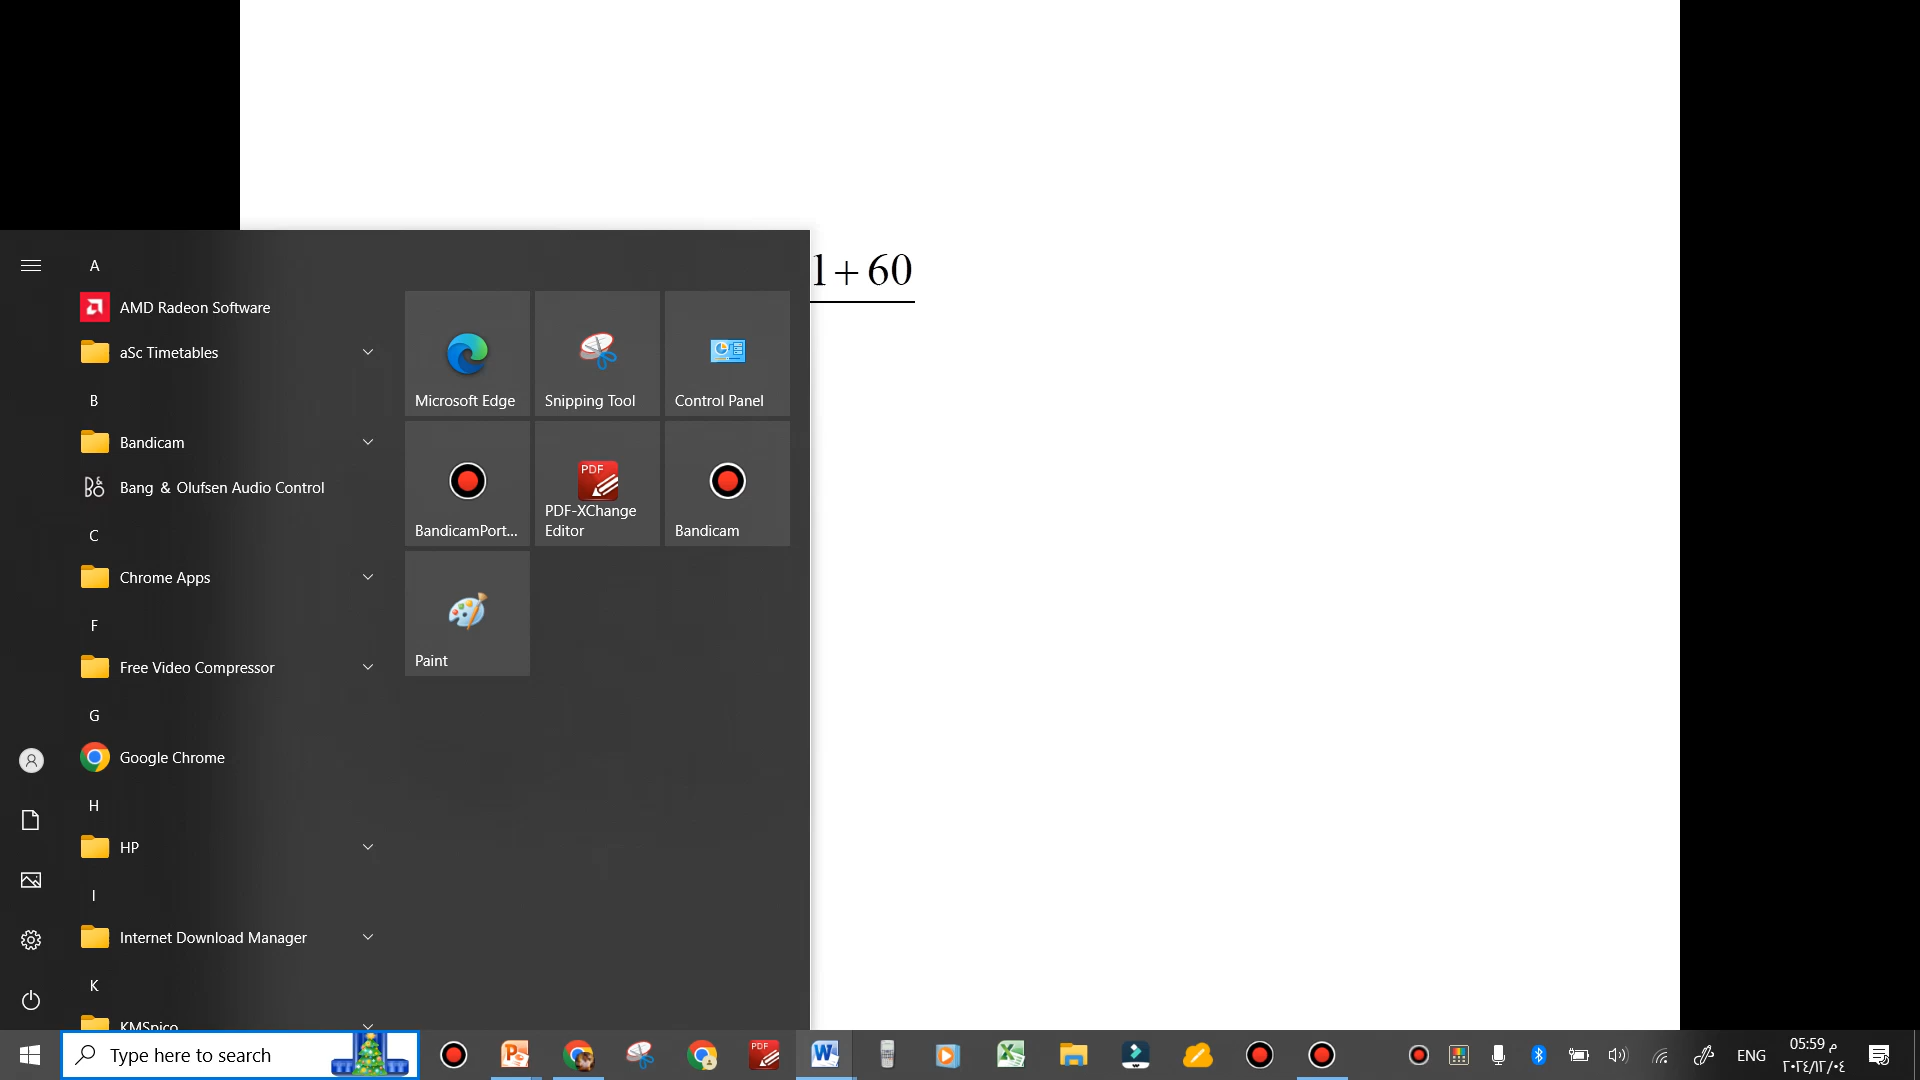 1+60
A
AMD Radeon Software
aSc Timetables
B
Bandicam
Bang & Olufsen Audio Control
C
Chrome Apps
F
Free Video Compressor
G
Google Chrome
H
HP
I
Internet Download Manager
K
KMSpico
Microsoft Edge
Snipping Tool
Control Panel
BandicamPort...
PDF
PDF-XChange
Editor
Bandicam
Paint
Type here to search
PDF
ENG
05:59 م
٢٠٢٤/١٢/٠٤